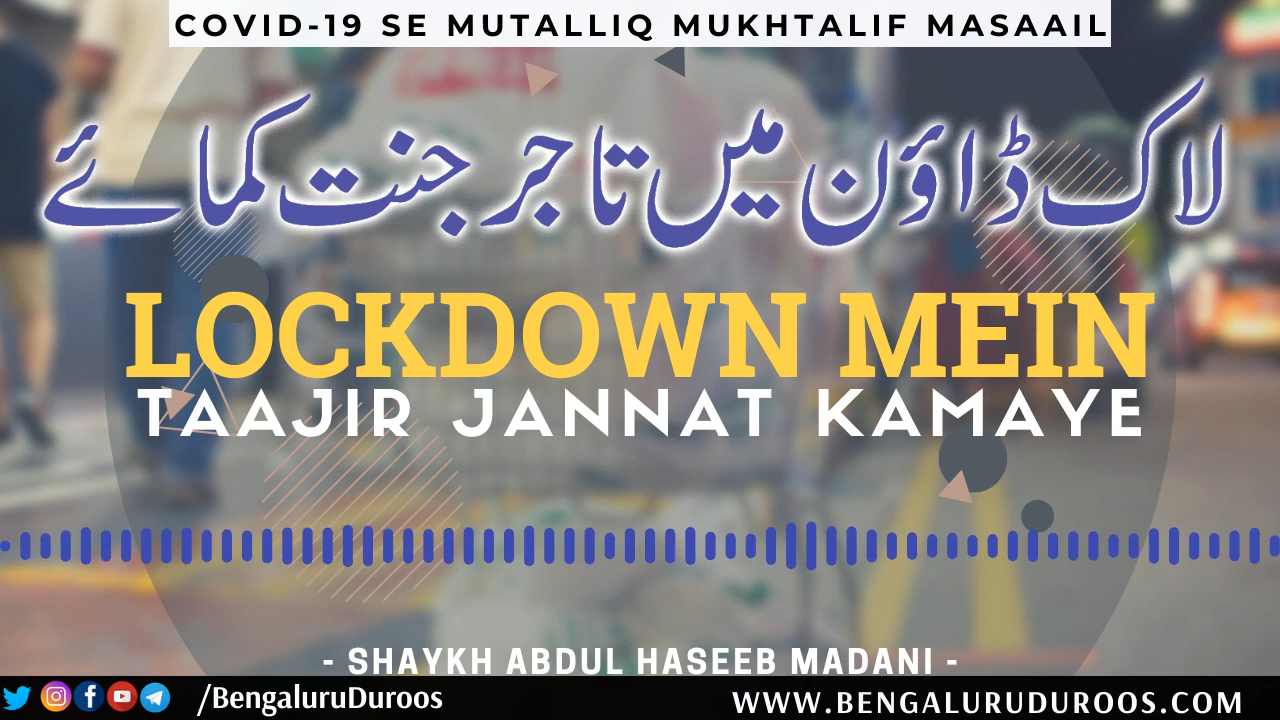 COVID-19 SE MUTALLIQ MUKHTALIF MASAAIL
لاک ڈاؤن میں تاجر جنت کمائے
LOCKDOWN MEIN
TAAJIR JANNAT KAMAYE
- SHAYKH ABDUL HASEEB MADANI -
/BengaluruDuroos
WWW.BENGALURUDUROOS.COM